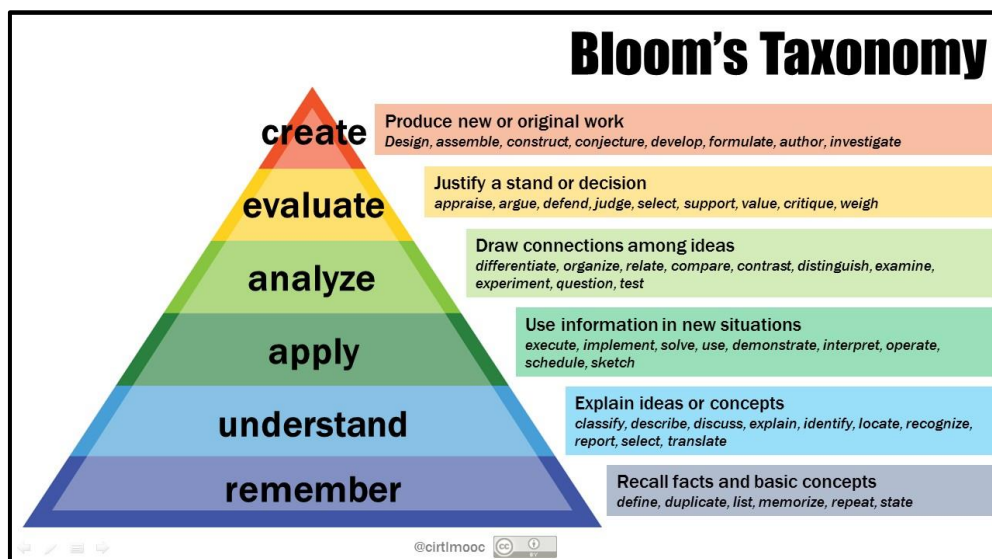 Bloom's Taxonomy
create
Produce new or original work
Design, assemble, construct, conjecture, develop, formulate, author, investigate
evaluate
Justify a stand or decision
appraise, argue, defend, judge, select, support, value, critique, weigh
analyze
Draw connections among ideas
differentiate, organize, relate, compare, contrast, distinguish, examine,
experiment, question, test
apply
Use information in new situations
execute, implement, solve, use, demonstrate, interpret, operate,
schedule, sketch
understand
Explain ideas or concepts
classify, describe, discuss, explain, identify, locate, recognize,
report, select, translate
remember
Recall facts and basic concepts
define, duplicate, list, memorize, repeat, state
@cirtlmooc
cc
BY